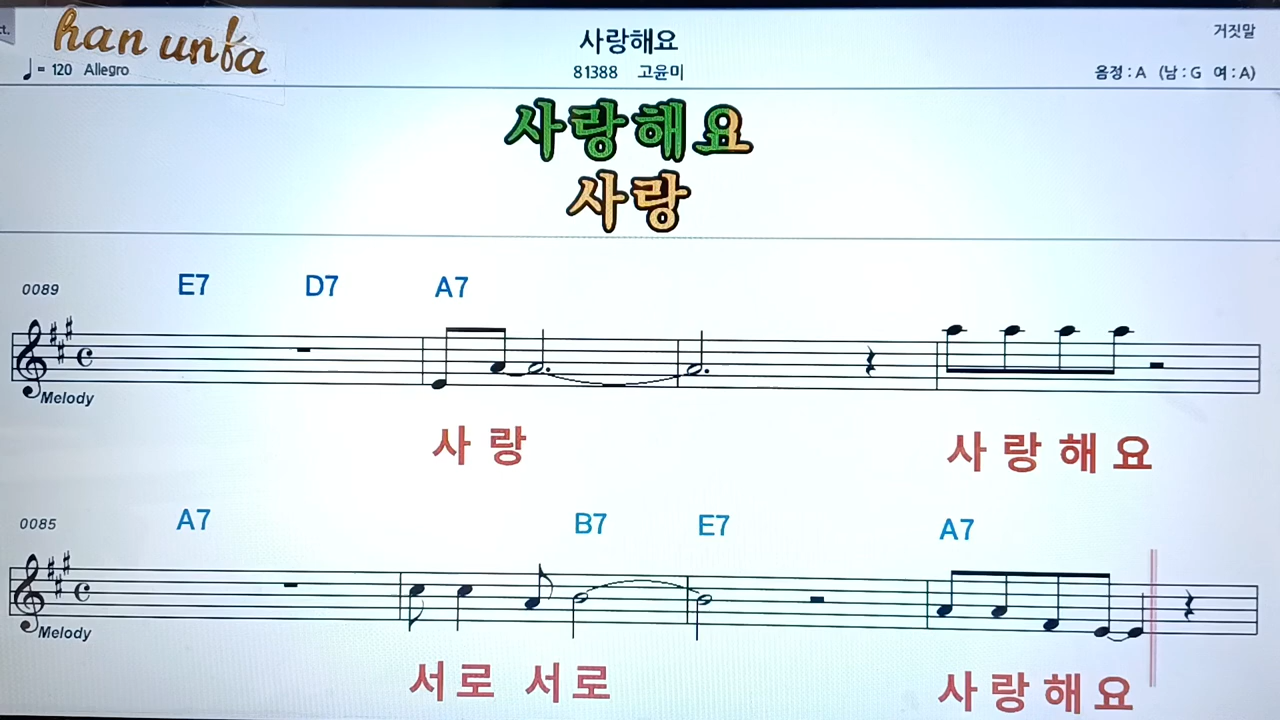 ct.
han unfa
♩= 120 Allegro
사랑해요
81388 고윤미
거짓말
음정 : A (남 : G 여 : A)
사랑해요
사랑
0089 E7 D7 A7
Melody
사 랑 사 랑 해 요
0085 A7 B7 E7 A7
Melody
서 로 서 로 사 랑 해 요